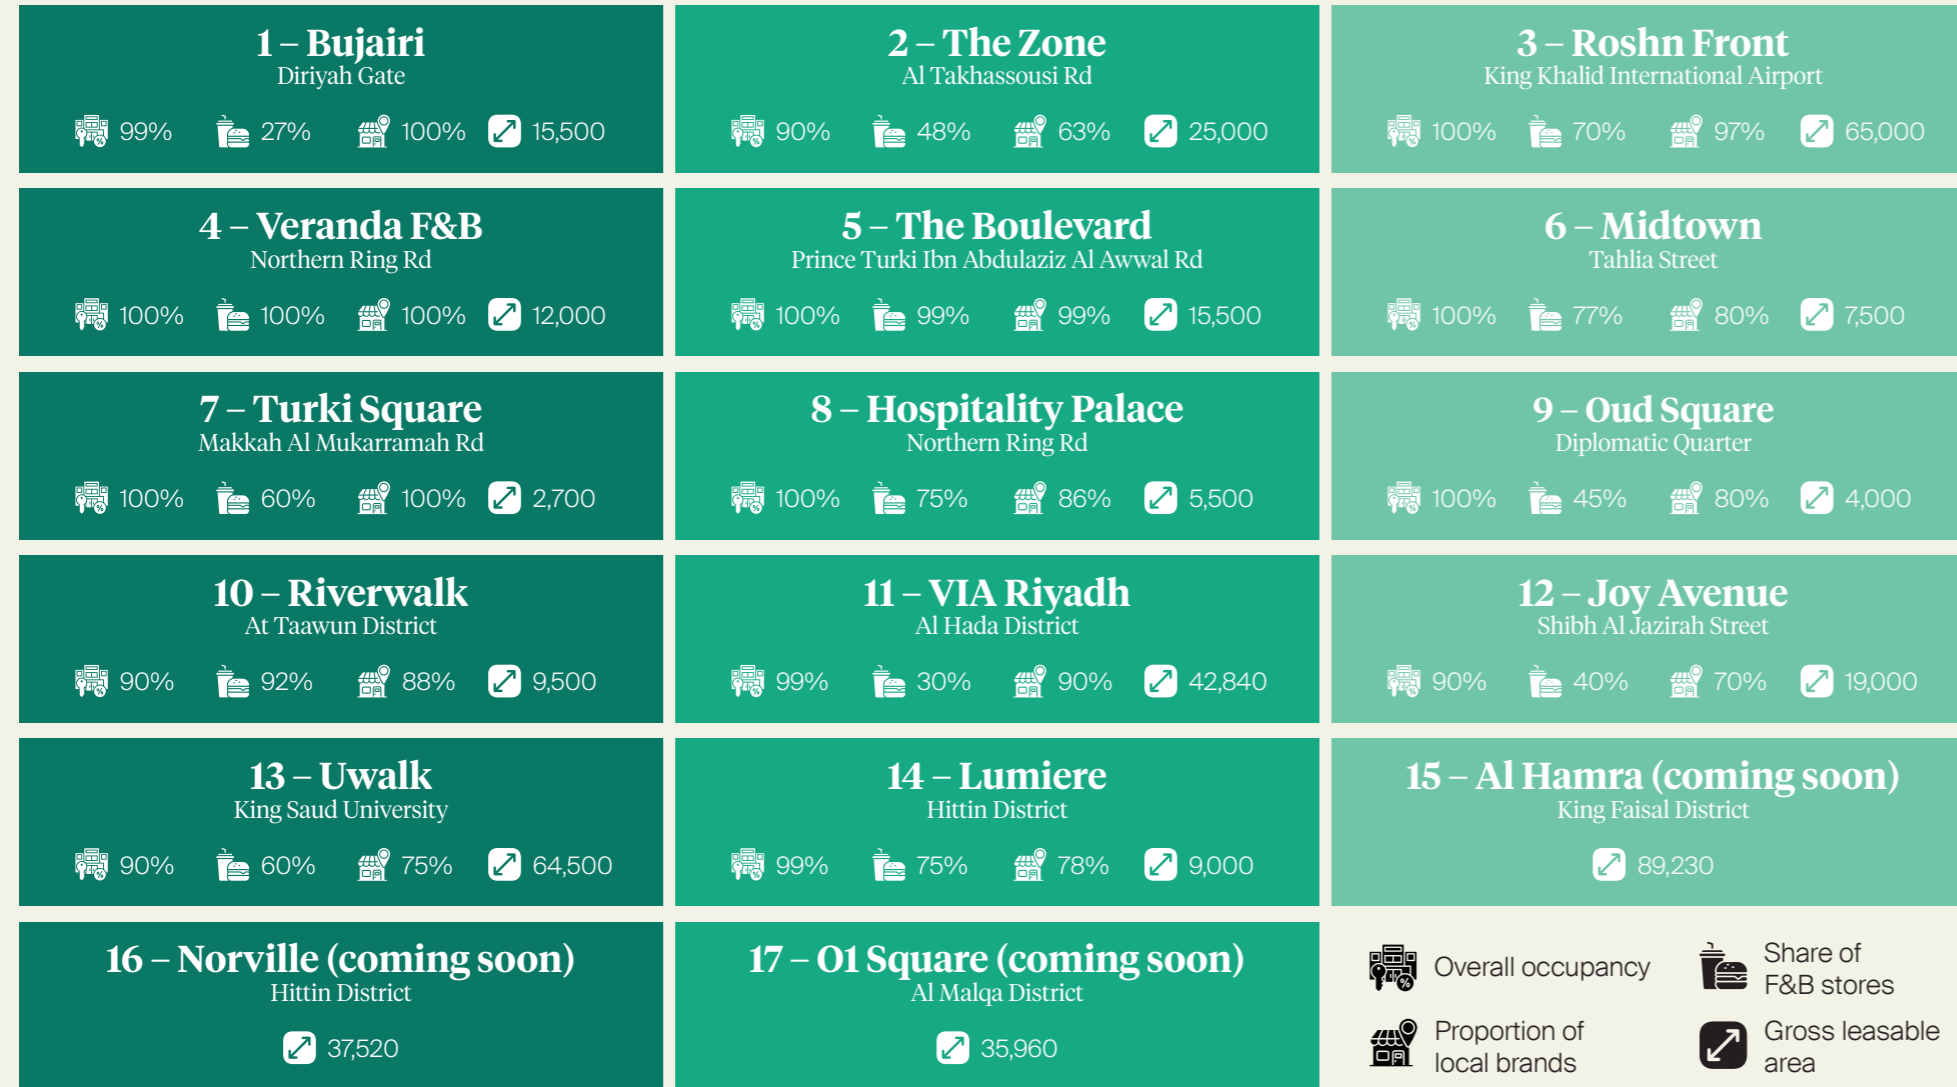 1 – Bujairi
Diriyah Gate
99% 27% 100% 15,500
2 – The Zone
Al Takhassousi Rd
90% 48% 63% 25,000
3 – Roshn Front
King Khalid International Airport
100% 70% 97% 65,000
4 – Veranda F&B
Northern Ring Rd
100% 100% 100% 12,000
5 – The Boulevard
Prince Turki Ibn Abdulaziz Al Awwal Rd
100% 99% 99% 15,500
6 – Midtown
Tahlia Street
100% 77% 80% 7,500
7 – Turki Square
Makkah Al Mukarramah Rd
100% 60% 100% 2,700
8 – Hospitality Palace
Northern Ring Rd
100% 75% 86% 5,500
9 – Oud Square
Diplomatic Quarter
100% 45% 80% 4,000
10 – Riverwalk
At Taawun District
90% 92% 88% 9,500
11 – VIA Riyadh
Al Hada District
99% 30% 90% 42,840
12 – Joy Avenue
Shibh Al Jazirah Street
90% 40% 70% 19,000
13 – Uwalk
King Saud University
90% 60% 75% 64,500
14 – Lumiere
Hittin District
99% 75% 78% 9,000
15 – Al Hamra (coming soon)
King Faisal District
89,230
16 – Norville (coming soon)
Hittin District
37,520
17 – O1 Square (coming soon)
Al Malqa District
35,960
Overall occupancy
Share of
F&B stores
Proportion of
local brands
Gross leasable
area